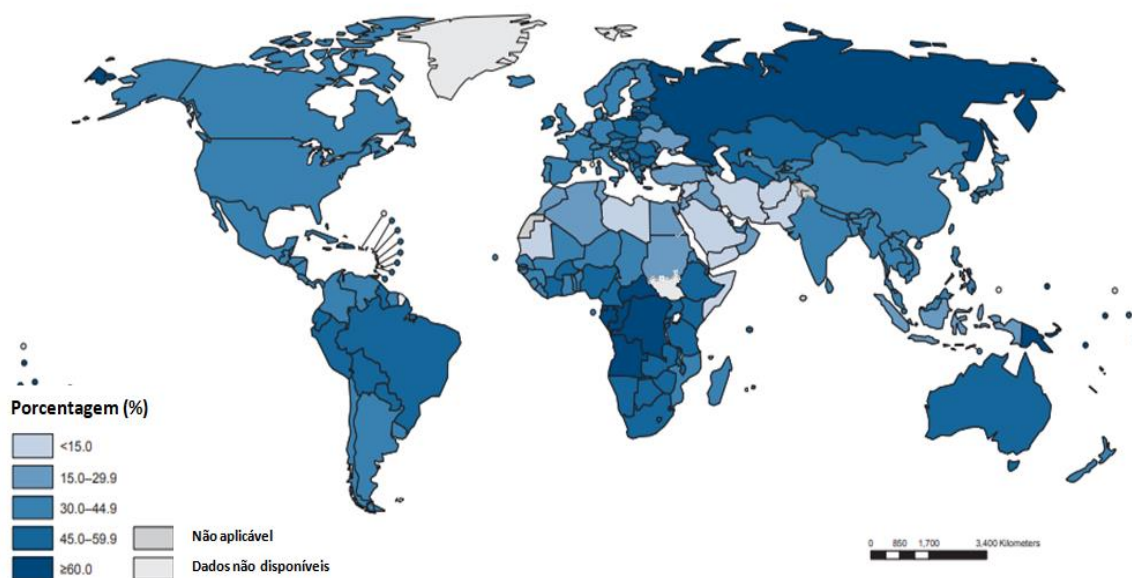 Porcentagem (%)
<15.0
15.0–29.9
30.0–44.9
45.0–59.9
≥60.0
Não aplicável
Dados não disponíveis
0 850 1,700 3,400 Kilometers